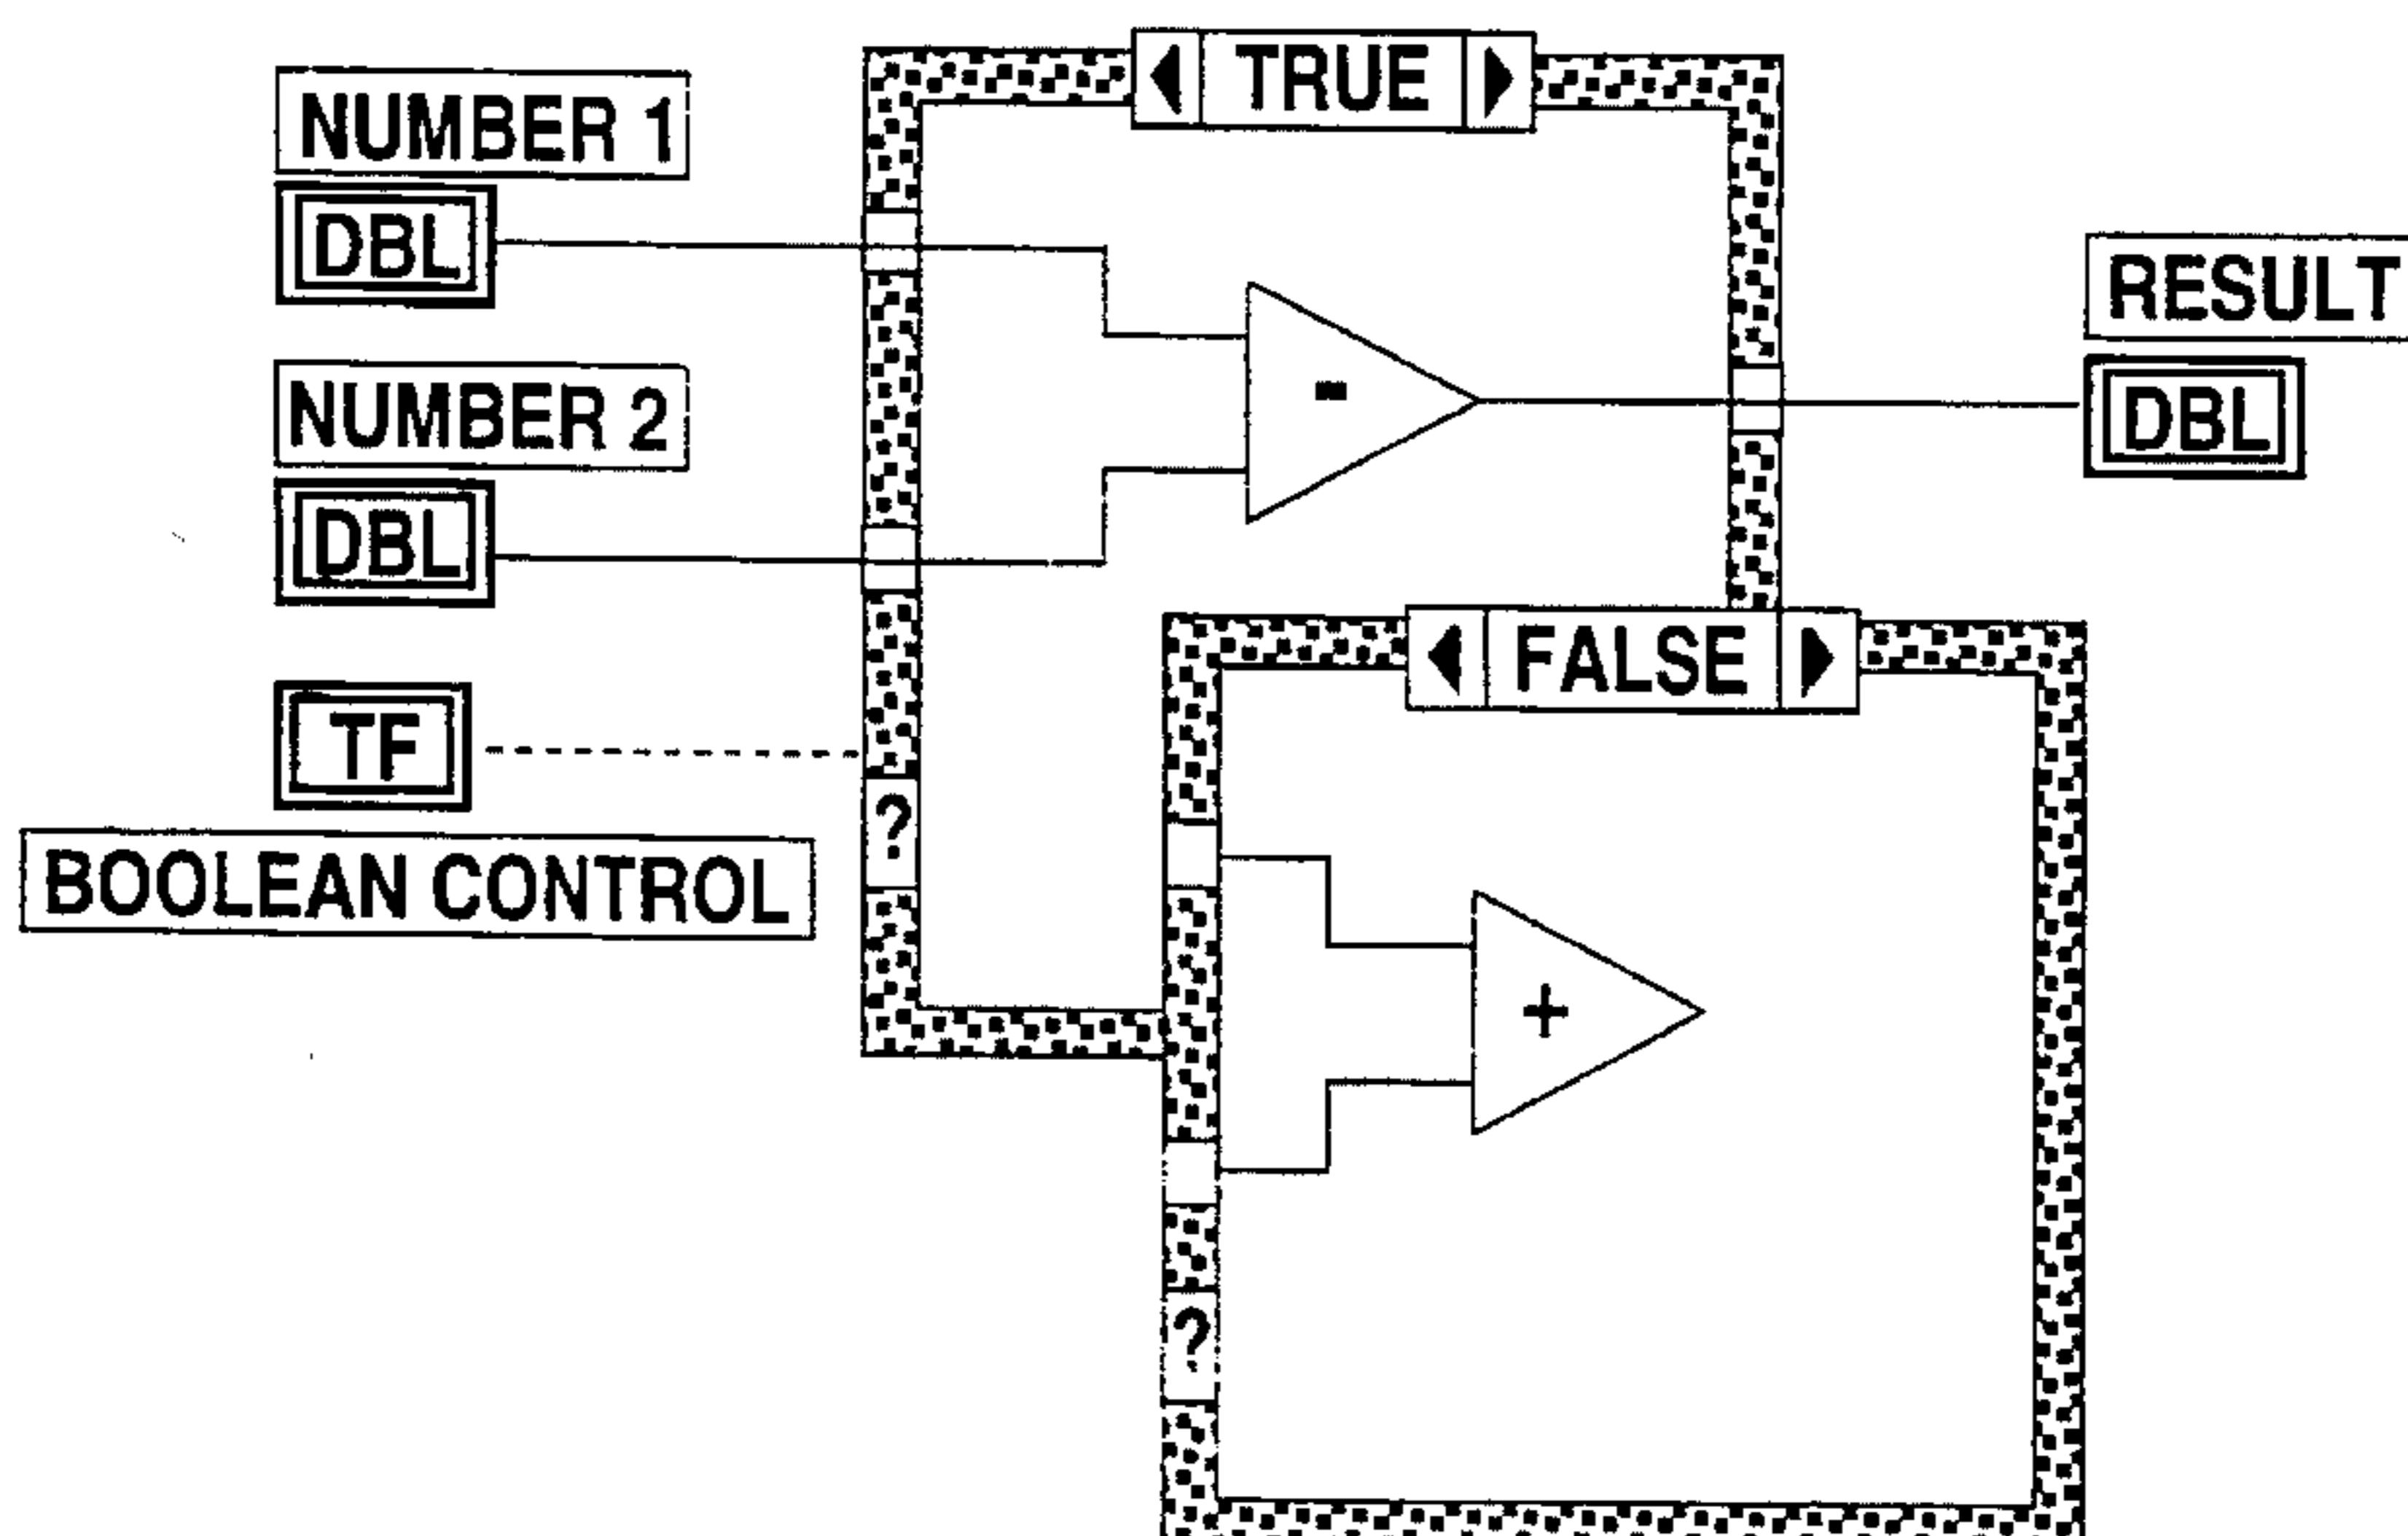 TRUE
NUMBER 1
DBL
RESULT
DBL
-
NUMBER 2
DBL
FALSE
TF
?
BOOLEAN CONTROL
+
?